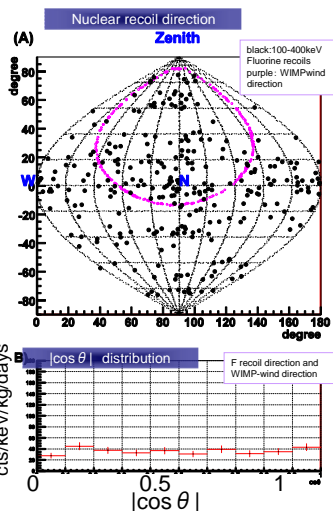 Nuclear recoil direction
(A)
Zenith
black:100-400keV
Fluorine recoils
purple: WIMPwind
direction
degree
80
60
40
20
W
N
0
-20
-40
-60
-80
0 20 40 60 80 100 120 140 160 180
degree
B)
|cos θ| distribution
F recoil direction and
WIMP-wind direction
cts/keV/kg/days
0
0.5
1
|cos θ|